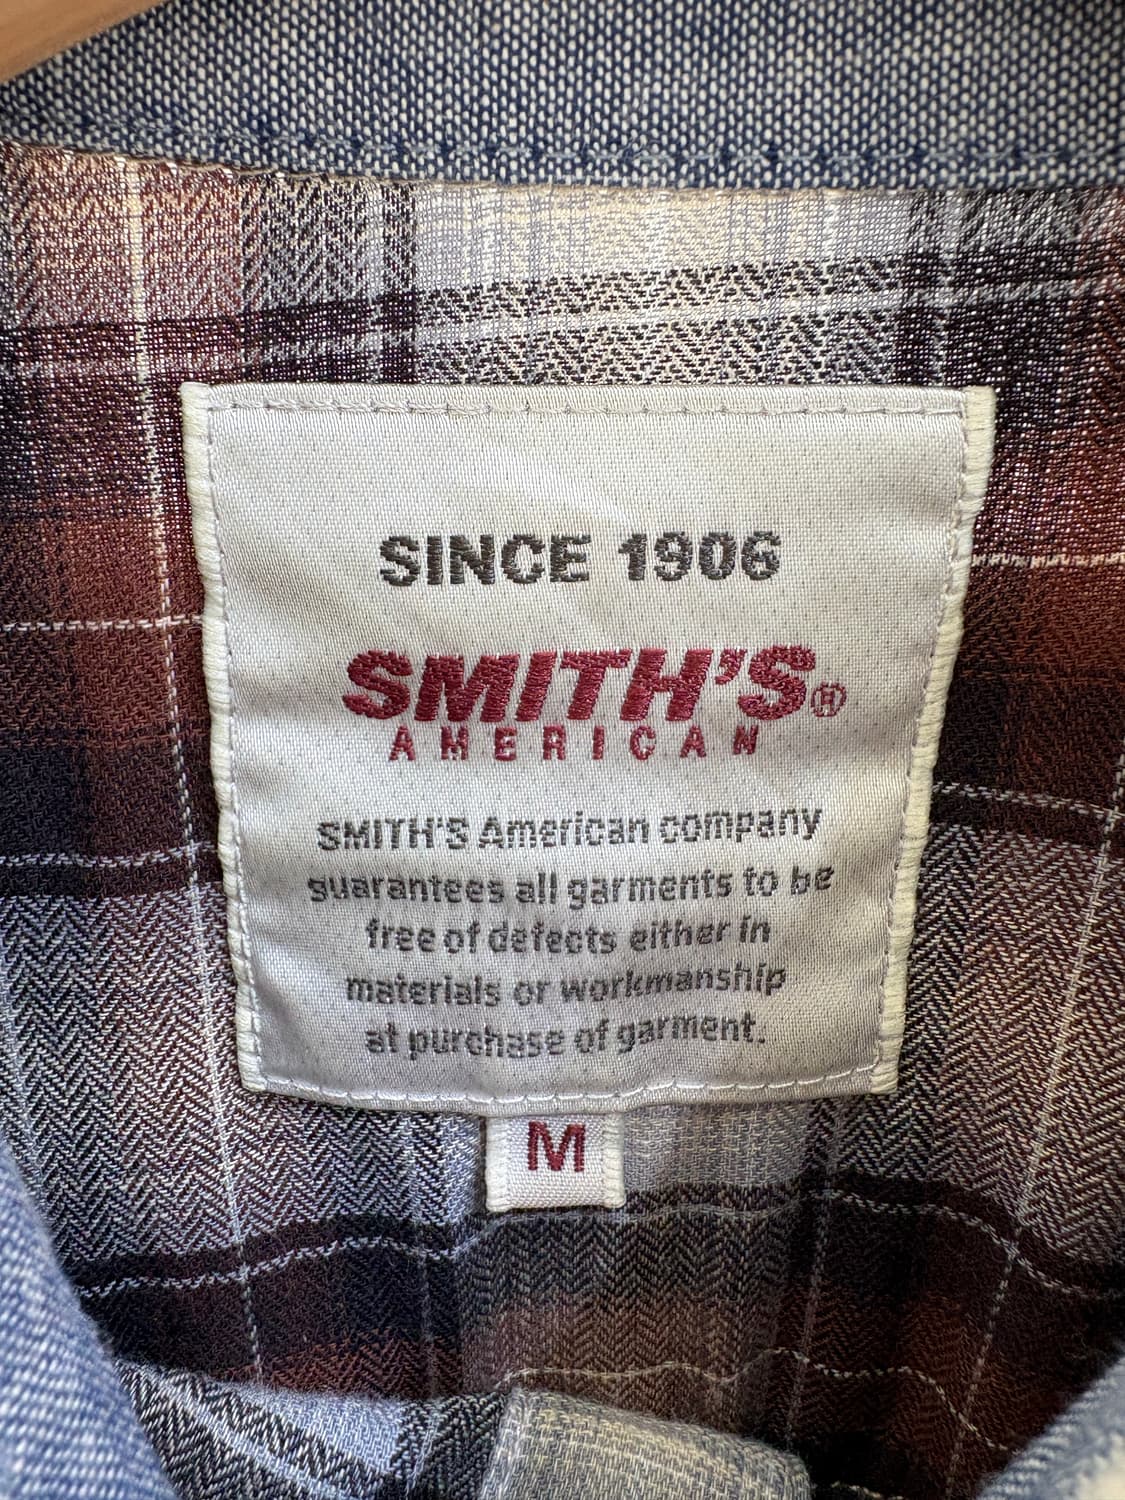 SINCE 1906
SMITH'S®
AMERICAN
SMITH'S American company
guarantees all garments to be
free of defects either in
materials or workmanship
at purchase of garment.
M